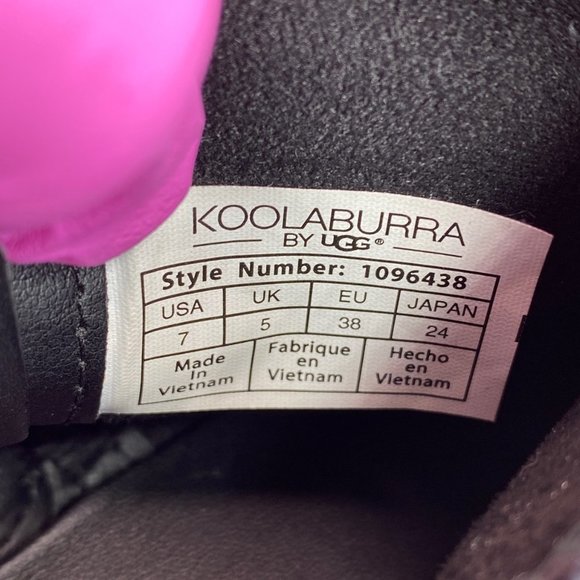 KOOLABURRA
BY UGG®
Style Number: 1096438
USA UK EU JAPAN
7 5 38 24
Made in Vietnam
Fabrique en Vietnam
Hecho en Vietnam